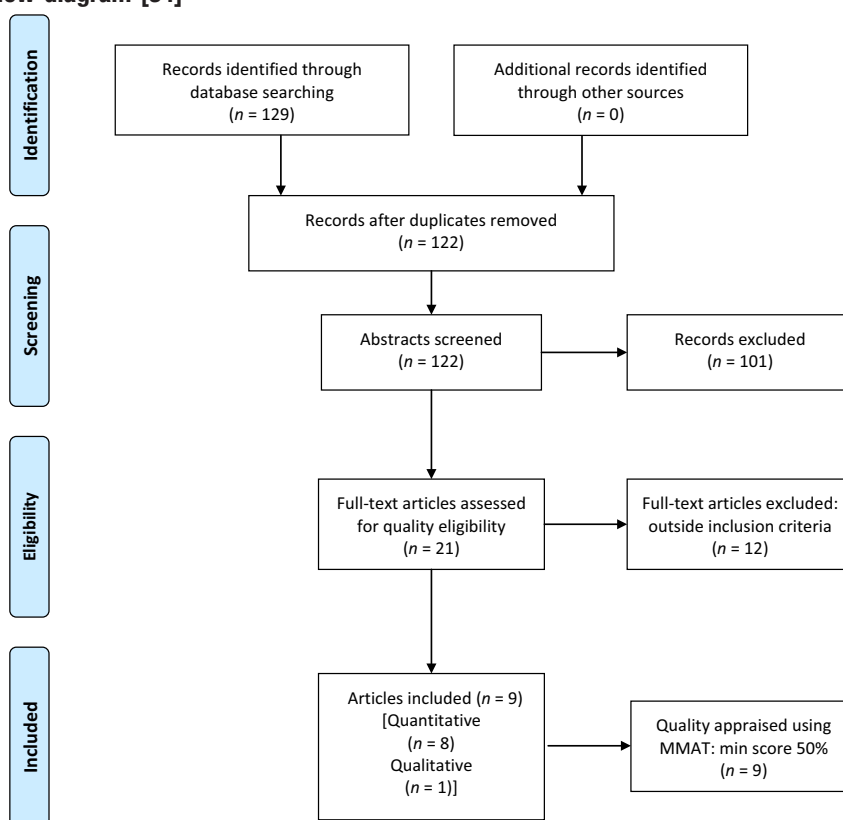 Identification
Records identified through
database searching
(n = 129)
Additional records identified
through other sources
(n = 0)
Records after duplicates removed
(n = 122)
Screening
Abstracts screened
(n = 122)
Records excluded
(n = 101)
Eligibility
Full-text articles assessed
for quality eligibility
(n = 21)
Full-text articles excluded:
outside inclusion criteria
(n = 12)
Included
Articles included (n = 9)
[Quantitative
(n = 8)
Qualitative
(n = 1)]
Quality appraised using
MMAT: min score 50%
(n = 9)